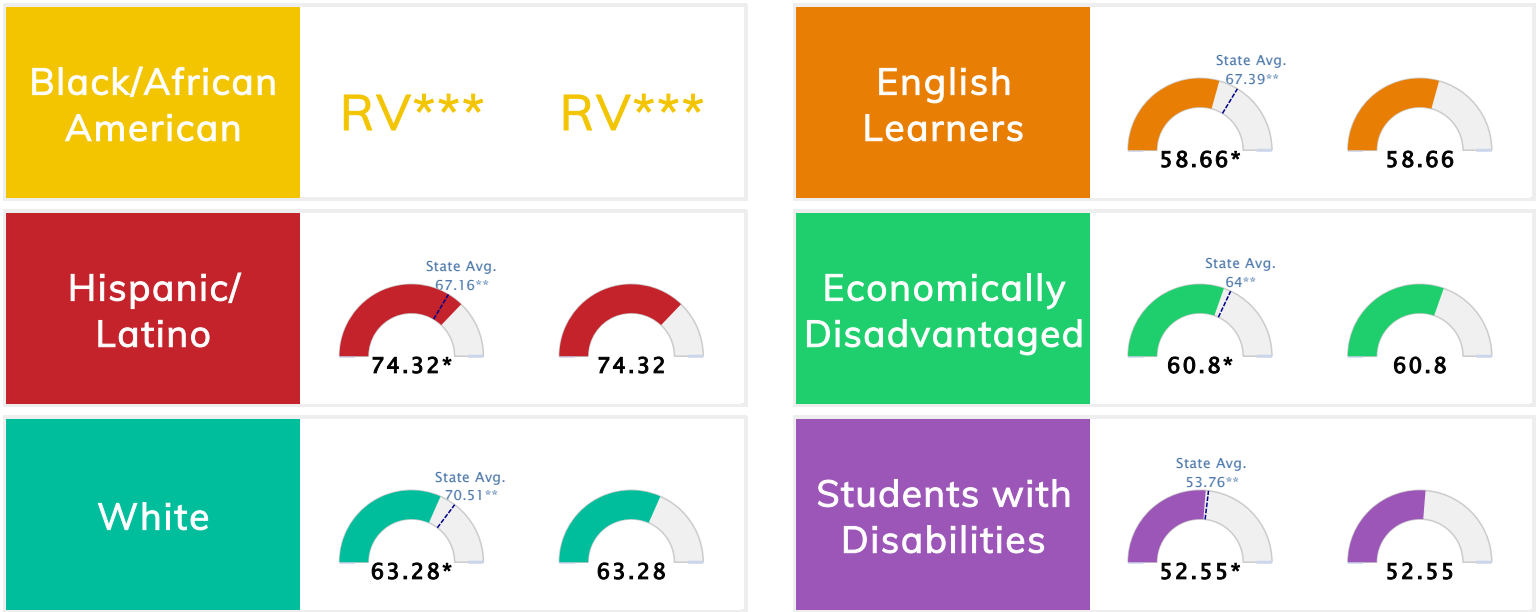 Black/African
American
RV***
RV***
English
Learners
State Avg.
67.39**
58.66*
58.66
Hispanic/
Latino
State Avg.
67.16**
74.32*
74.32
Economically
Disadvantaged
State Avg.
64**
60.8*
60.8
White
State Avg.
70.51**
63.28*
63.28
Students with
Disabilities
State Avg.
53.76**
52.55*
52.55